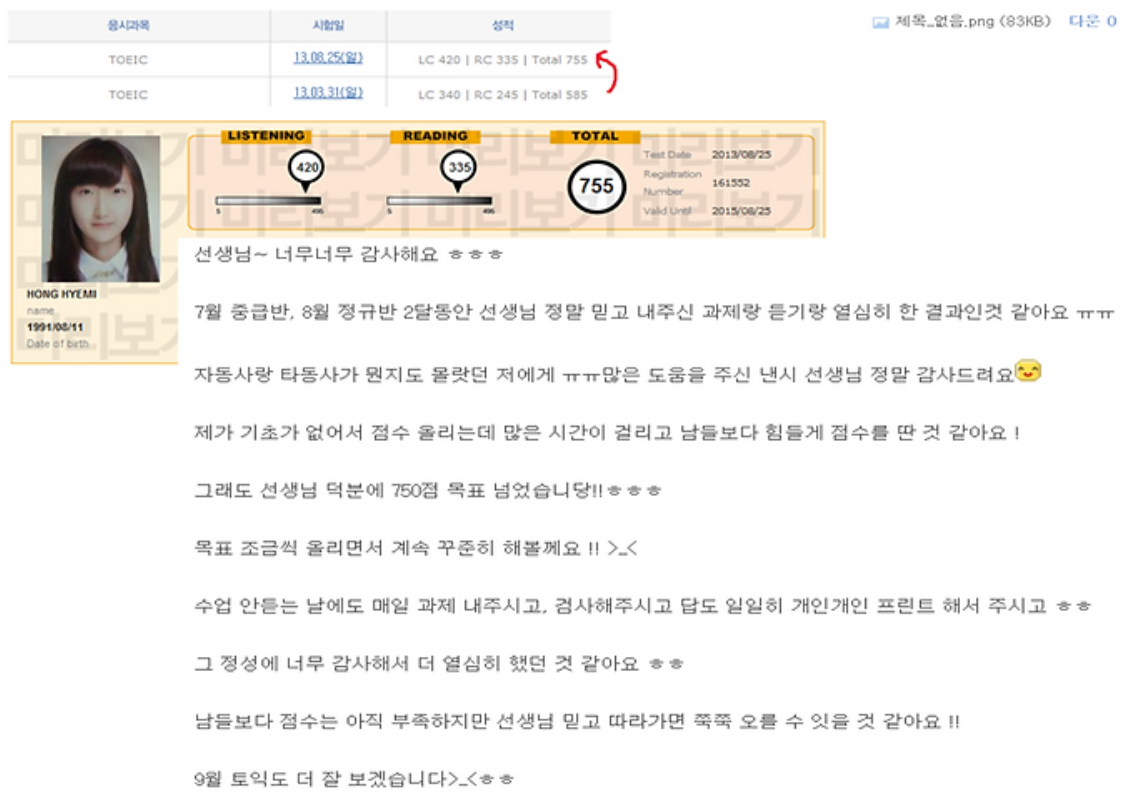 제목_없음.png (83KB) 다운 0
응시과목 시험일 성적
TOEIC 13.08.25(일) LC 420 | RC 335 | Total 755
TOEIC 13.03.31(일) LC 340 | RC 245 | Total 585
미리보기 미리보기 미리보기
LISTENING READING TOTAL
420 335 755
5 495 5 495
Test Date 2013/08/25
Registration Number 161552
Valid Until 2015/08/25
HONG HYEMI
name
1991/08/11
Date of birth
선생님~ 너무너무 감사해요 ㅎㅎㅎ
7월 중급반, 8월 정규반 2달동안 선생님 정말 믿고 내주신 과제랑 듣기랑 열심히 한 결과인것 같아요 ㅠㅠ
자동사랑 타동사가 뭔지도 몰랏던 저에게 ㅠㅠ많은 도움을 주신 낸시 선생님 정말 감사드려요
제가 기초가 없어서 점수 올리는데 많은 시간이 걸리고 남들보다 힘들게 점수를 딴 것 같아요 !
그래도 선생님 덕분에 750점 목표 넘었습니당!!ㅎㅎㅎ
목표 조금씩 올리면서 계속 꾸준히 해볼께요 !! >_<
수업 안듣는 날에도 매일 과제 내주시고, 검사해주시고 답도 일일히 개인개인 프린트 해서 주시고 ㅎㅎ
그 정성에 너무 감사해서 더 열심히 했던 것 같아요 ㅎㅎ
남들보다 점수는 아직 부족하지만 선생님 믿고 따라가면 쭉쭉 오를 수 잇을 것 같아요 !!
9월 토익도 더 잘 보겠습니다>_<ㅎㅎ